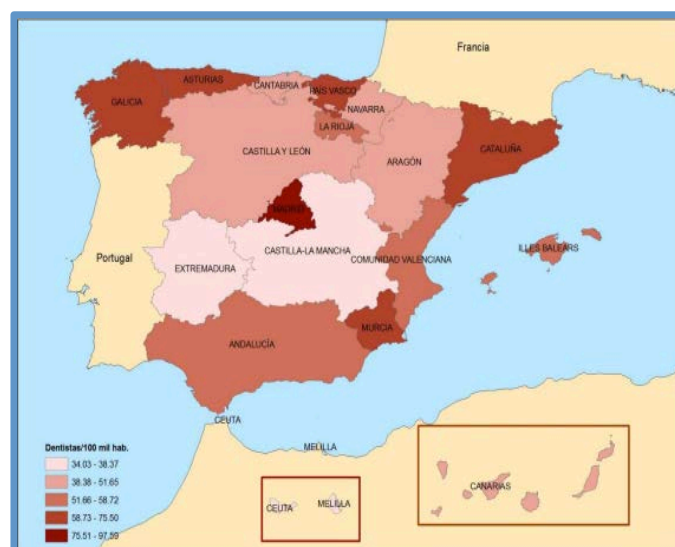 Francia
ASTURIAS
CANTABRIA
PAIS VASCO
GALICIA
NAVARRA
LA RIOJA
CASTILLA Y LEÓN
ARAGÓN
CATALUÑA
MADRID
Portugal
CASTILLA-LA MANCHA
ILLES BALEARS
COMUNIDAD VALENCIANA
EXTREMADURA
MURCIA
ANDALUCÍA
CEUTA
MELILLA
Dentistas/100 mil hab.
34.03 - 38.37
38.38 - 51.65
51.66 - 58.72
58.73 - 75.50
75.51 - 97.59
CEUTA
MELILLA
CANARIAS